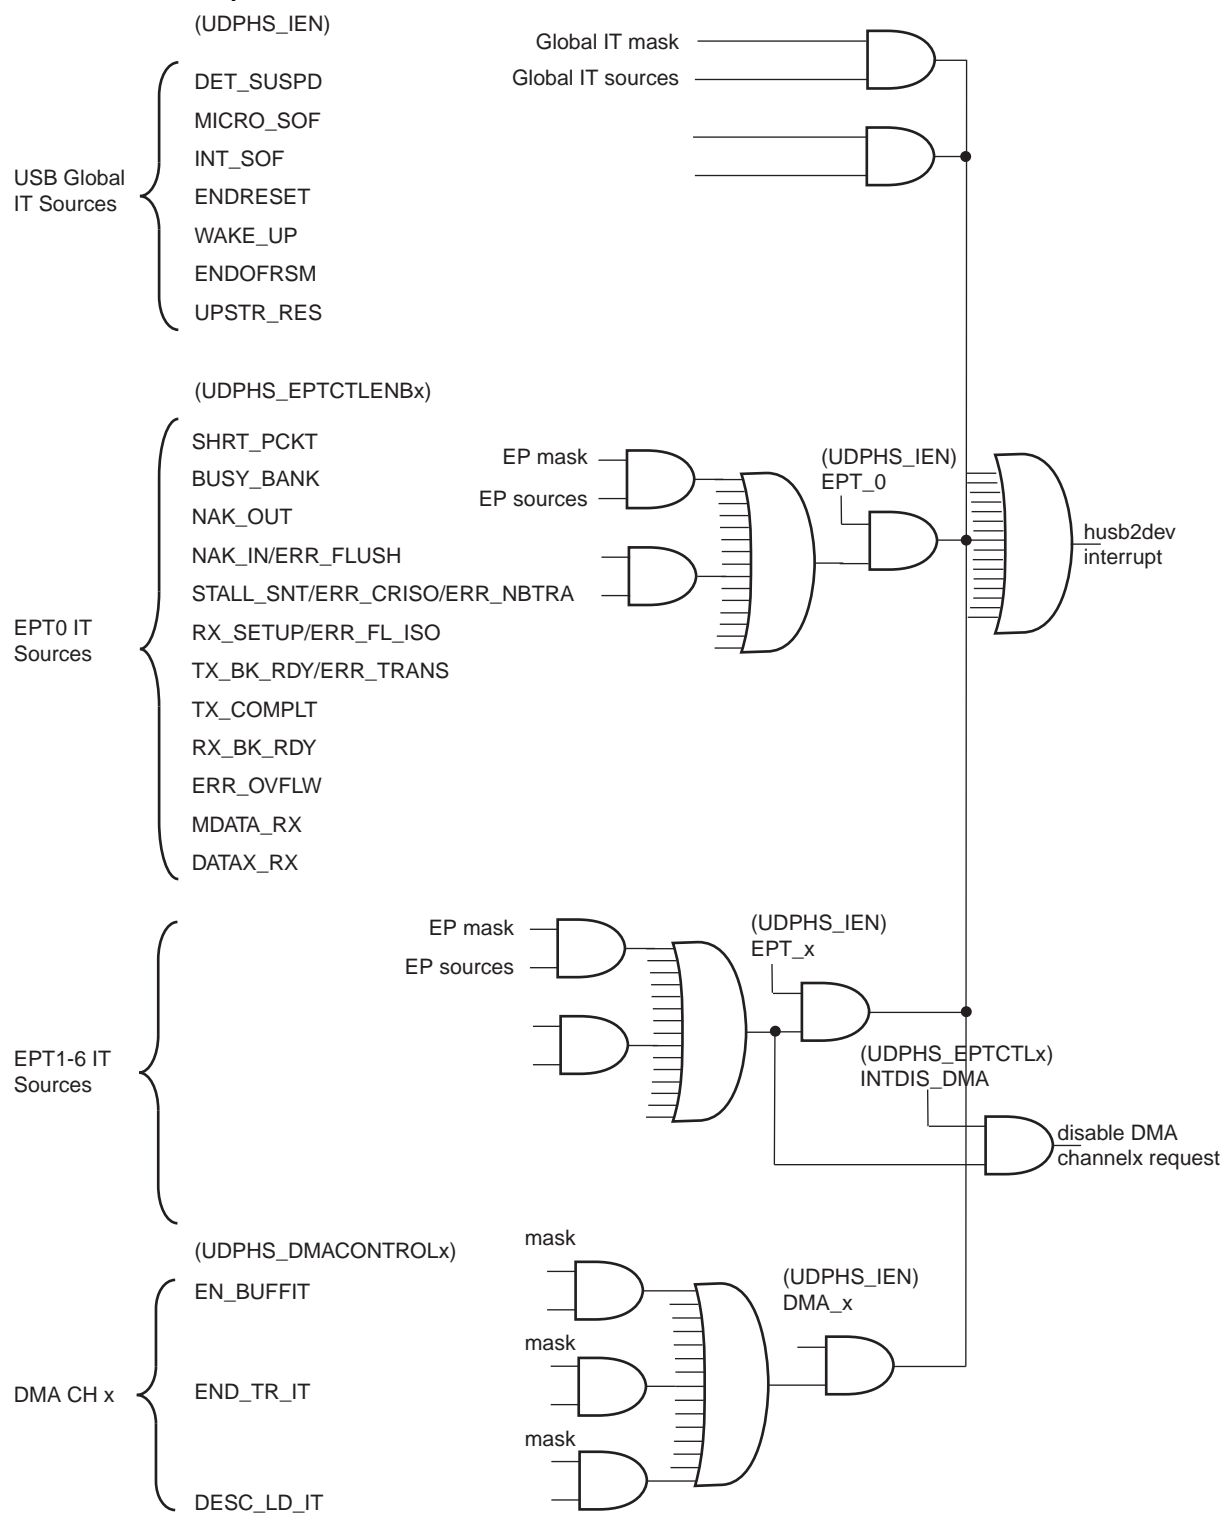 (UDPHS_IEN)
Global IT mask
Global IT sources
DET_SUSPD
MICRO_SOF
INT_SOF
USB Global
IT Sources
ENDRESET
WAKE_UP
ENDOFRSM
UPSTR_RES
(UDPHS_EPTCTLENBx)
SHRT_PCKT
BUSY_BANK
NAK_OUT
NAK_IN/ERR_FLUSH
STALL_SNT/ERR_CRISO/ERR_NBTRA
EPT0 IT
Sources
RX_SETUP/ERR_FL_ISO
TX_BK_RDY/ERR_TRANS
TX_COMPLT
RX_BK_RDY
ERR_OVFLW
MDATA_RX
DATAX_RX
EP mask
EP sources
(UDPHS_IEN)
EPT_0
husb2dev
interrupt
EP mask
EP sources
(UDPHS_IEN)
EPT_x
EPT1-6 IT
Sources
(UDPHS_EPTCTLx)
INTDIS_DMA
disable DMA
channelx request
(UDPHS_DMACONTROLx)
mask
EN_BUFFIT
(UDPHS_IEN)
DMA_x
mask
DMA CH x
END_TR_IT
mask
DESC_LD_IT